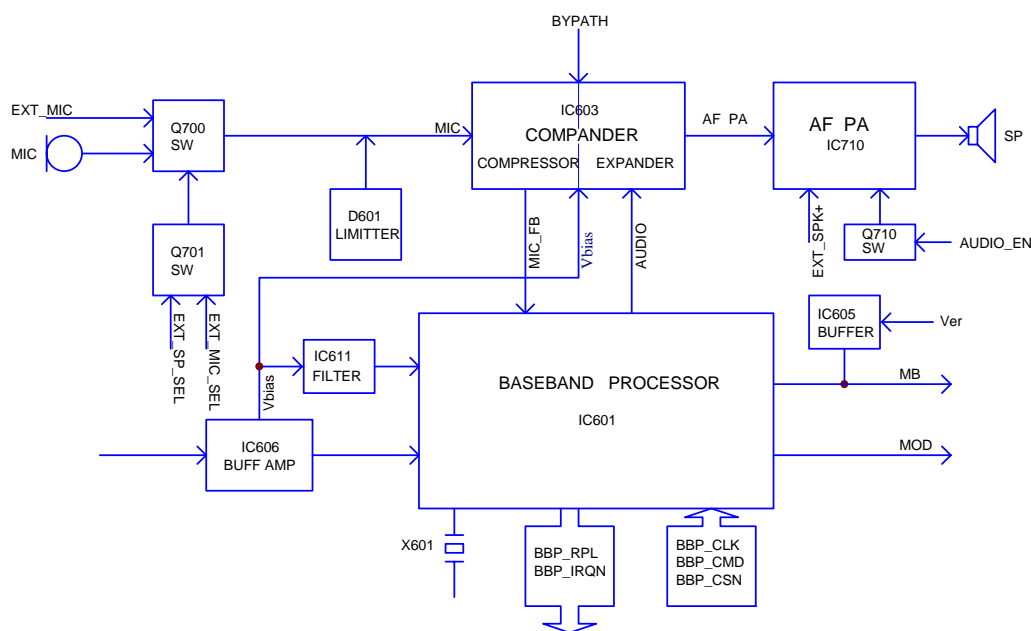 BYPATH
EXT_MIC
MIC
Q700
SW
MIC
IC603
COMPANDER
COMPRESSOR EXPANDER
AF PA
AF PA
IC710
SP
D601
LIMITTER
Q701
SW
MIC_FB
Vbias
AUDIO
EXT_SPK+
Q710
SW
AUDIO_EN
EXT_SP_SEL
EXT_MIC_SEL
Vbias
IC611
FILTER
BASEBAND PROCESSOR
IC601
IC605
BUFFER
Ver
MB
IC606
BUFF AMP
MOD
X601
BBP_RPL
BBP_IRQN
BBP_CLK
BBP_CMD
BBP_CSN